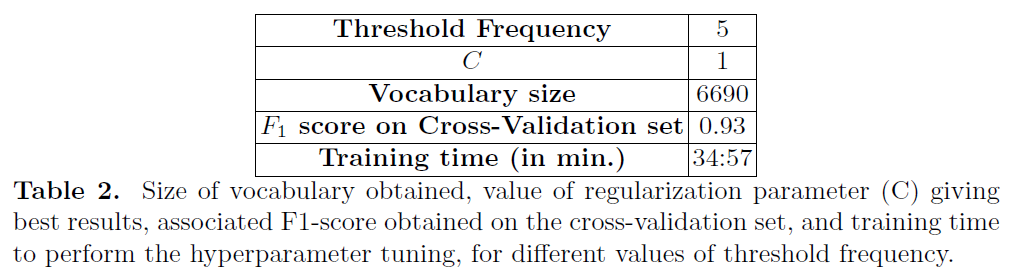 Threshold Frequency 5
C 1
Vocabulary size 6690
F1 score on Cross-Validation set 0.93
Training time (in min.) 34:57
Table 2. Size of vocabulary obtained, value of regularization parameter (C) giving
best results, associated F1-score obtained on the cross-validation set, and training time
to perform the hyperparameter tuning, for different values of threshold frequency.